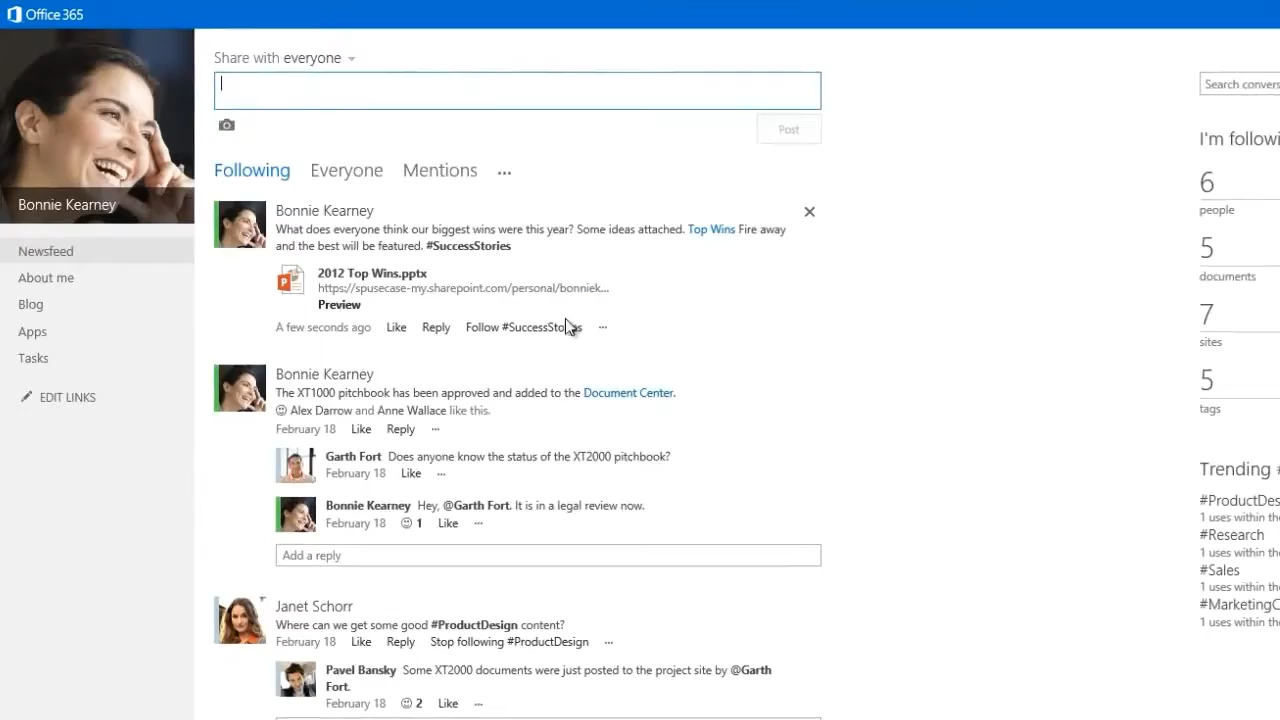 Office 365
Bonnie Kearney
Newsfeed
About me
Blog
Apps
Tasks
EDIT LINKS
Share with everyone
Post
Following Everyone Mentions ...
Bonnie Kearney
What does everyone think our biggest wins were this year? Some ideas attached. Top Wins Fire away
and the best will be featured. #SuccessStories
2012 Top Wins.pptx
https://spusecase-my.sharepoint.com/personal/bonniek...
Preview
A few seconds ago Like Reply Follow #SuccessStories ...
Bonnie Kearney
The XT1000 pitchbook has been approved and added to the Document Center.
Alex Darrow and Anne Wallace like this.
February 18 Like Reply ...
Garth Fort Does anyone know the status of the XT2000 pitchbook?
February 18 Like ...
Bonnie Kearney Hey, @Garth Fort. It is in a legal review now.
February 18 1 Like ...
Add a reply
Janet Schorr
Where can we get some good #ProductDesign content?
February 18 Like Reply Stop following #ProductDesign ...
Pavel Bansky Some XT2000 documents were just posted to the project site by @Garth
Fort.
February 18 2 Like ...
Search convers
I'm followi
6
people
5
documents
7
sites
5
tags
Trending #
#ProductDes
1 uses within the
#Research
1 uses within the
#Sales
1 uses within the
#MarketingC
1 uses within the